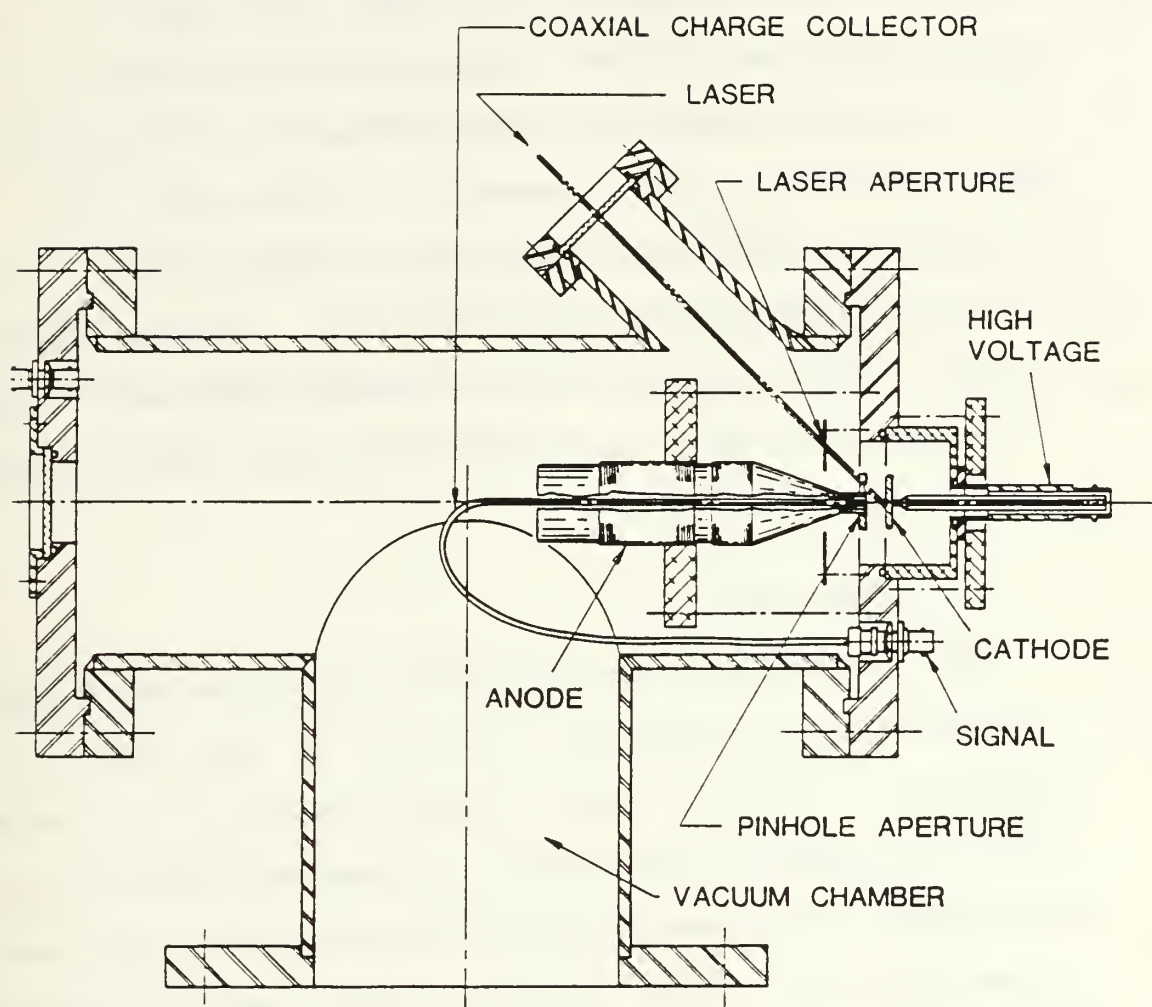 COAXIAL CHARGE COLLECTOR
LASER
LASER APERTURE
HIGH
VOLTAGE
CATHODE
ANODE
SIGNAL
PINHOLE APERTURE
VACUUM CHAMBER